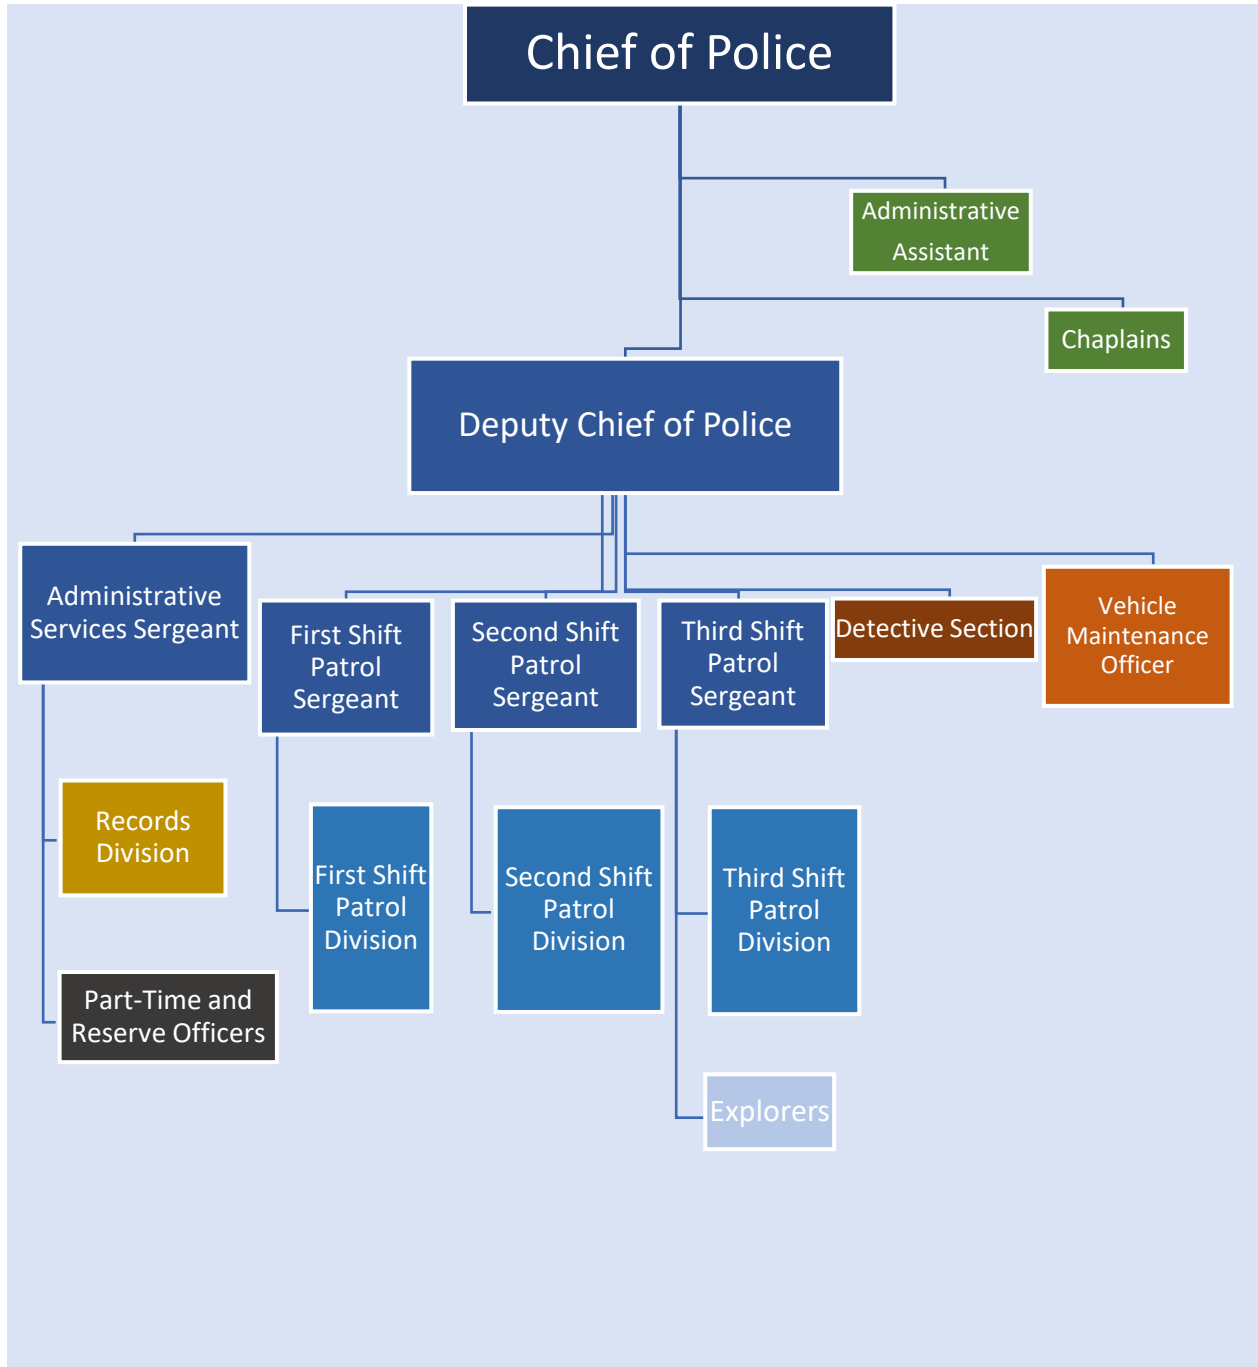 Chief of Police
Administrative
Assistant
Chaplains
Deputy Chief of Police
Administrative
Services Sergeant
First Shift
Patrol
Sergeant
Second Shift
Patrol
Sergeant
Third Shift
Patrol
Sergeant
Detective Section
Vehicle
Maintenance
Officer
Records
Division
First Shift
Patrol
Division
Second Shift
Patrol
Division
Third Shift
Patrol
Division
Part-Time and
Reserve Officers
Explorers